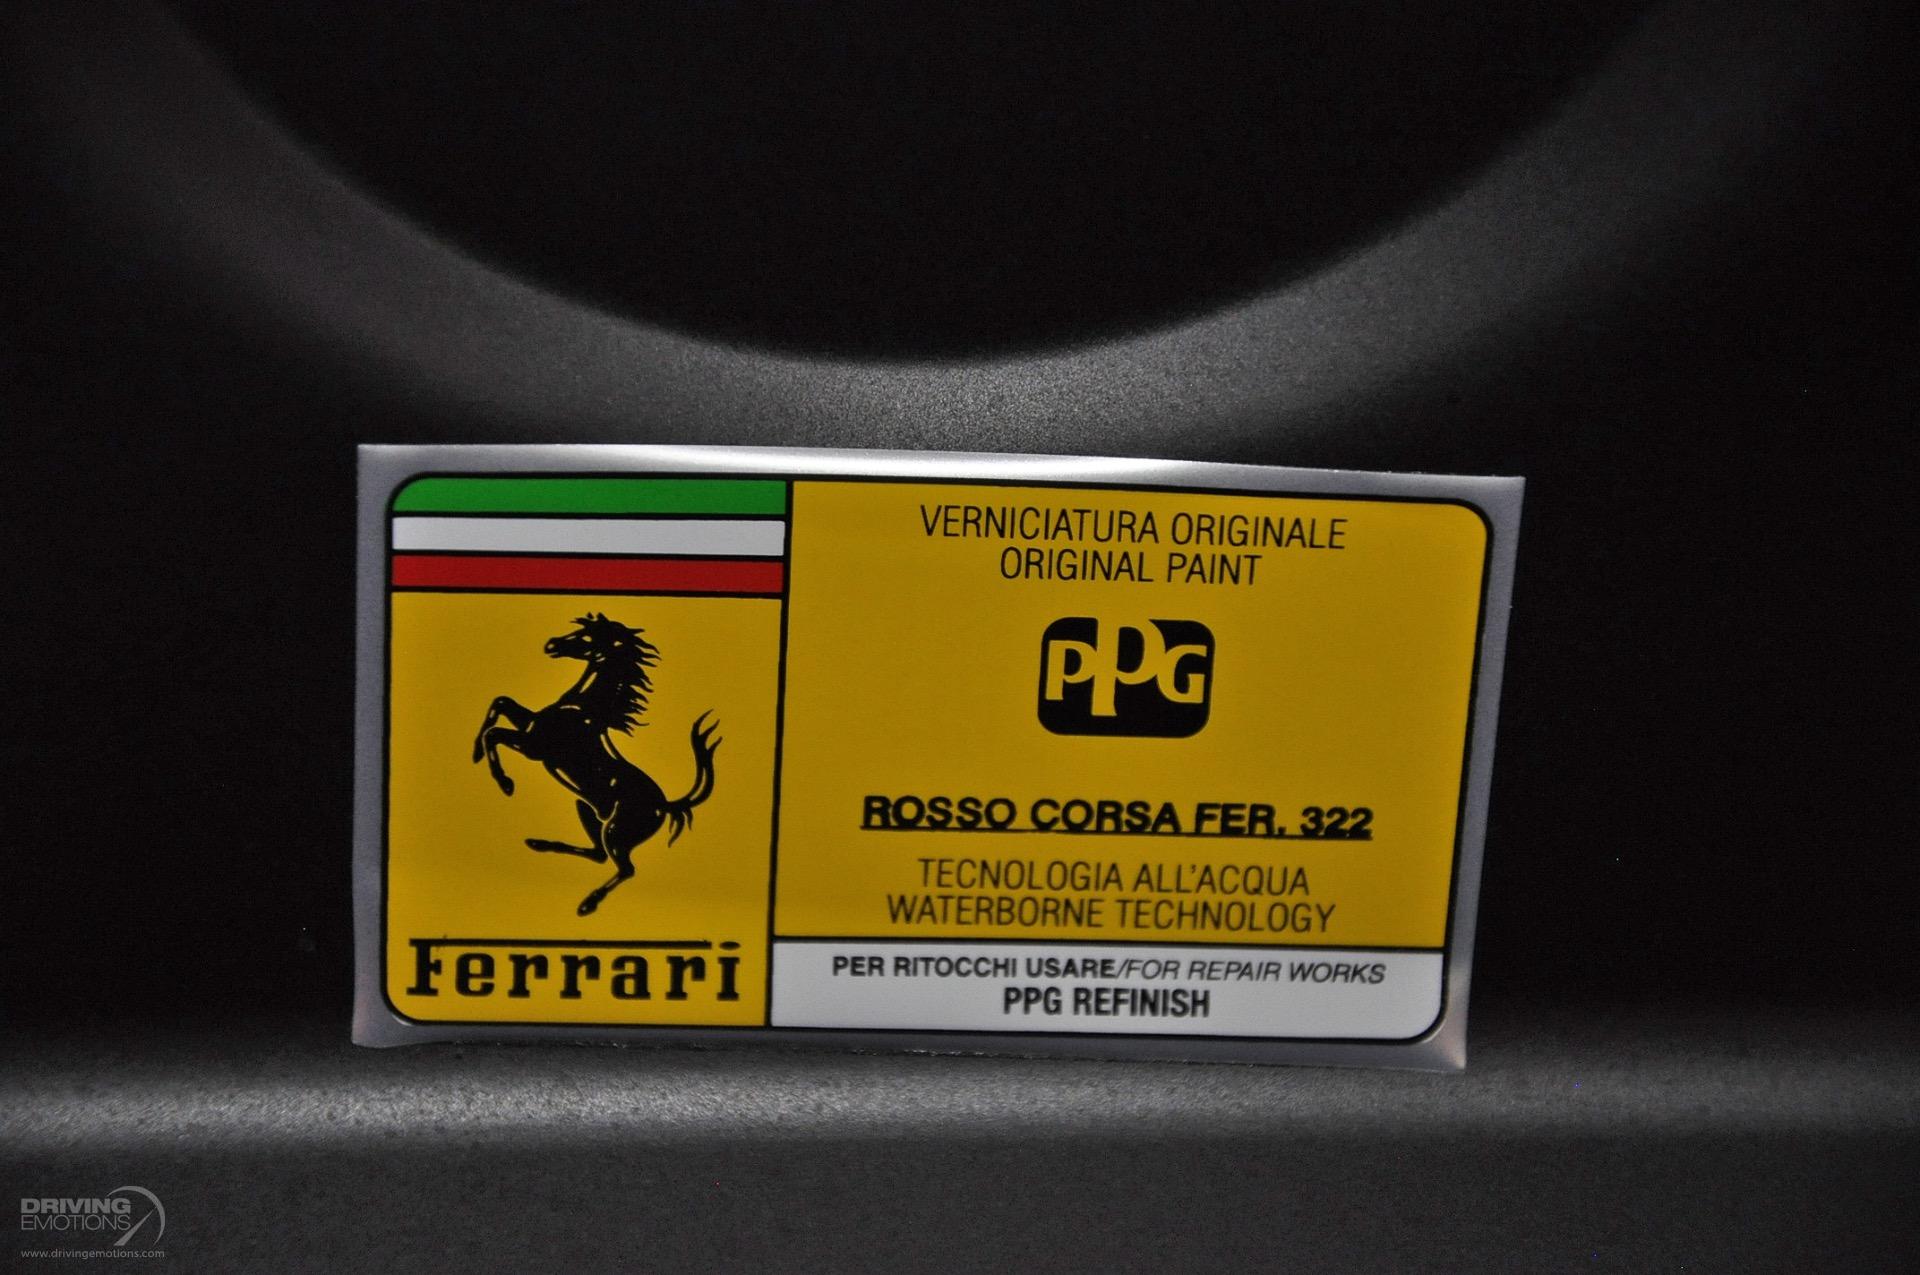 VERNICIATURA ORIGINALE
ORIGINAL PAINT
PPG
ROSSO CORSA FER. 322
TECNOLOGIA ALL'ACQUA
WATERBORNE TECHNOLOGY
Ferrari
PER RITOCCHI USARE/FOR REPAIR WORKS
PPG REFINISH
DRIVING
EMOTIONS
www.drivingemotions.com